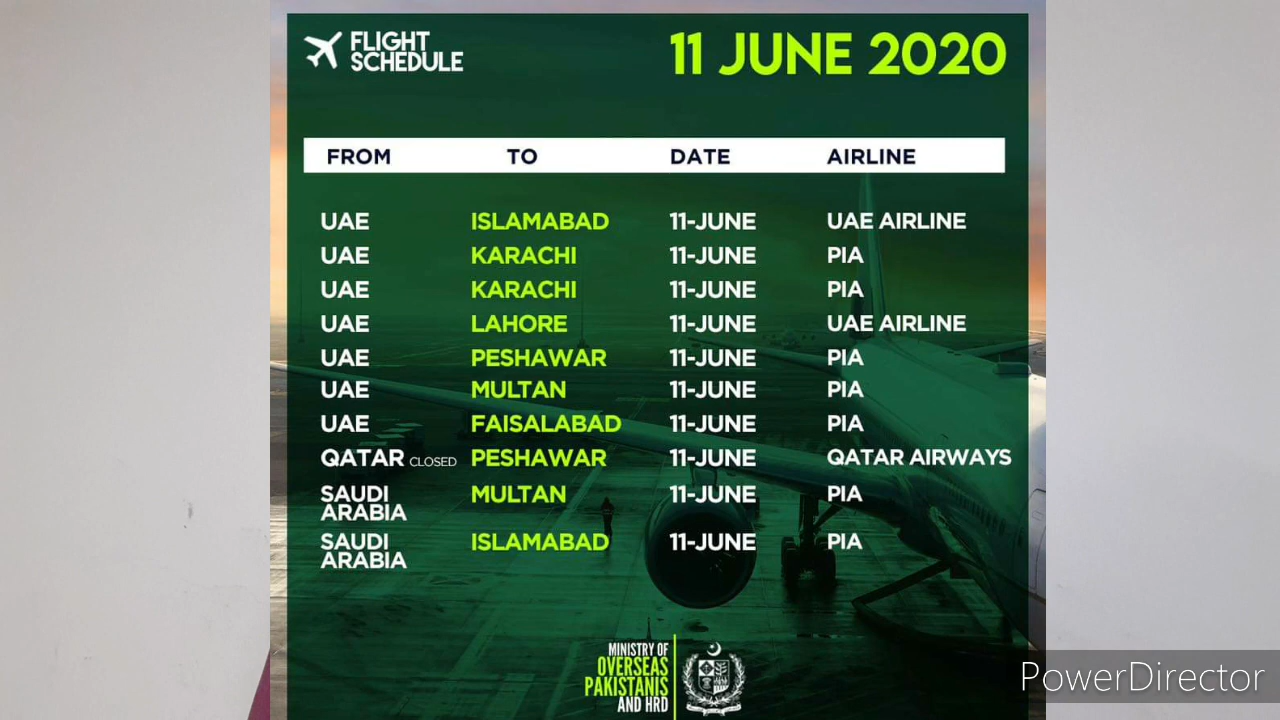 FLIGHT
SCHEDULE
11 JUNE 2020
FROM TO DATE AIRLINE
UAE ISLAMABAD 11-JUNE UAE AIRLINE
UAE KARACHI 11-JUNE PIA
UAE KARACHI 11-JUNE PIA
UAE LAHORE 11-JUNE UAE AIRLINE
UAE PESHAWAR 11-JUNE PIA
UAE MULTAN 11-JUNE PIA
UAE FAISALABAD 11-JUNE PIA
QATAR CLOSED PESHAWAR 11-JUNE QATAR AIRWAYS
SAUDI ARABIA MULTAN 11-JUNE PIA
SAUDI ARABIA ISLAMABAD 11-JUNE PIA
MINISTRY OF
OVERSEAS
PAKISTANIS
AND HRD
PowerDirector